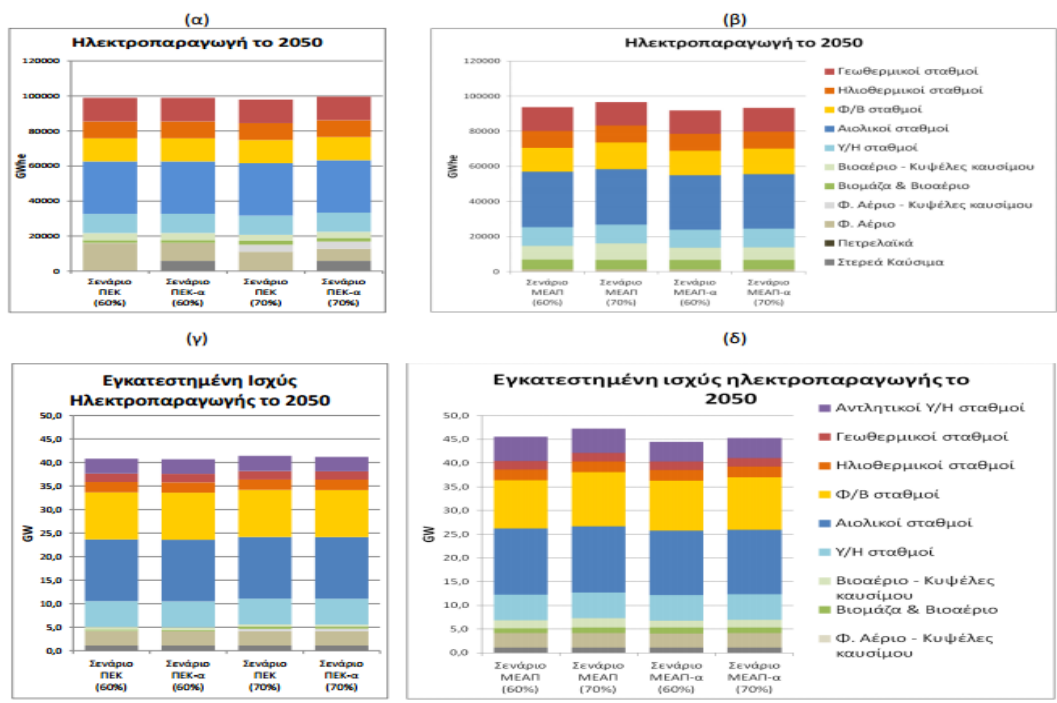 (α)
Ηλεκτροπαραγωγή το 2050
120000
100000
80000
60000
40000
20000
0
GWhe
Σενάριο ΠΕΚ (60%)
Σενάριο ΠΕΚ-α (60%)
Σενάριο ΠΕΚ (70%)
Σενάριο ΠΕΚ-α (70%)
(β)
Ηλεκτροπαραγωγή το 2050
120000
100000
80000
60000
40000
20000
0
Σενάριο ΜΕΑΠ (60%)
Σενάριο ΜΕΑΠ (70%)
Σενάριο ΜΕΑΠ-α (60%)
Σενάριο ΜΕΑΠ-α (70%)
Γεωθερμικοί σταθμοί
Ηλιοθερμικοί σταθμοί
Φ/Β σταθμοί
Αιολικοί σταθμοί
Υ/Η σταθμοί
Βιοαέριο - Κυψέλες καυσίμου
Βιομάζα & Βιοαέριο
Φ. Αέριο - Κυψέλες καυσίμου
Φ. Αέριο
Πετρελαϊκά
Στερεά Καύσιμα
(γ)
Εγκατεστημένη Ισχύς
Ηλεκτροπαραγωγής το 2050
50,0
45,0
40,0
35,0
30,0
25,0
20,0
15,0
10,0
5,0
0,0
GW
Σενάριο ΠΕΚ (60%)
Σενάριο ΠΕΚ-α (60%)
Σενάριο ΠΕΚ (70%)
Σενάριο ΠΕΚ-α (70%)
(δ)
Εγκατεστημένη ισχύς ηλεκτροπαραγωγής το
2050
50,0
45,0
40,0
35,0
30,0
25,0
20,0
15,0
10,0
5,0
0,0
GW
Σενάριο ΜΕΑΠ (60%)
Σενάριο ΜΕΑΠ (70%)
Σενάριο ΜΕΑΠ-α (60%)
Σενάριο ΜΕΑΠ-α (70%)
Αντλητικοί Υ/Η σταθμοί
Γεωθερμικοί σταθμοί
Ηλιοθερμικοί σταθμοί
Φ/Β σταθμοί
Αιολικοί σταθμοί
Υ/Η σταθμοί
Βιοαέριο - Κυψέλες
καυσίμου
Βιομάζα & Βιοαέριο
Φ. Αέριο - Κυψέλες
καυσίμου